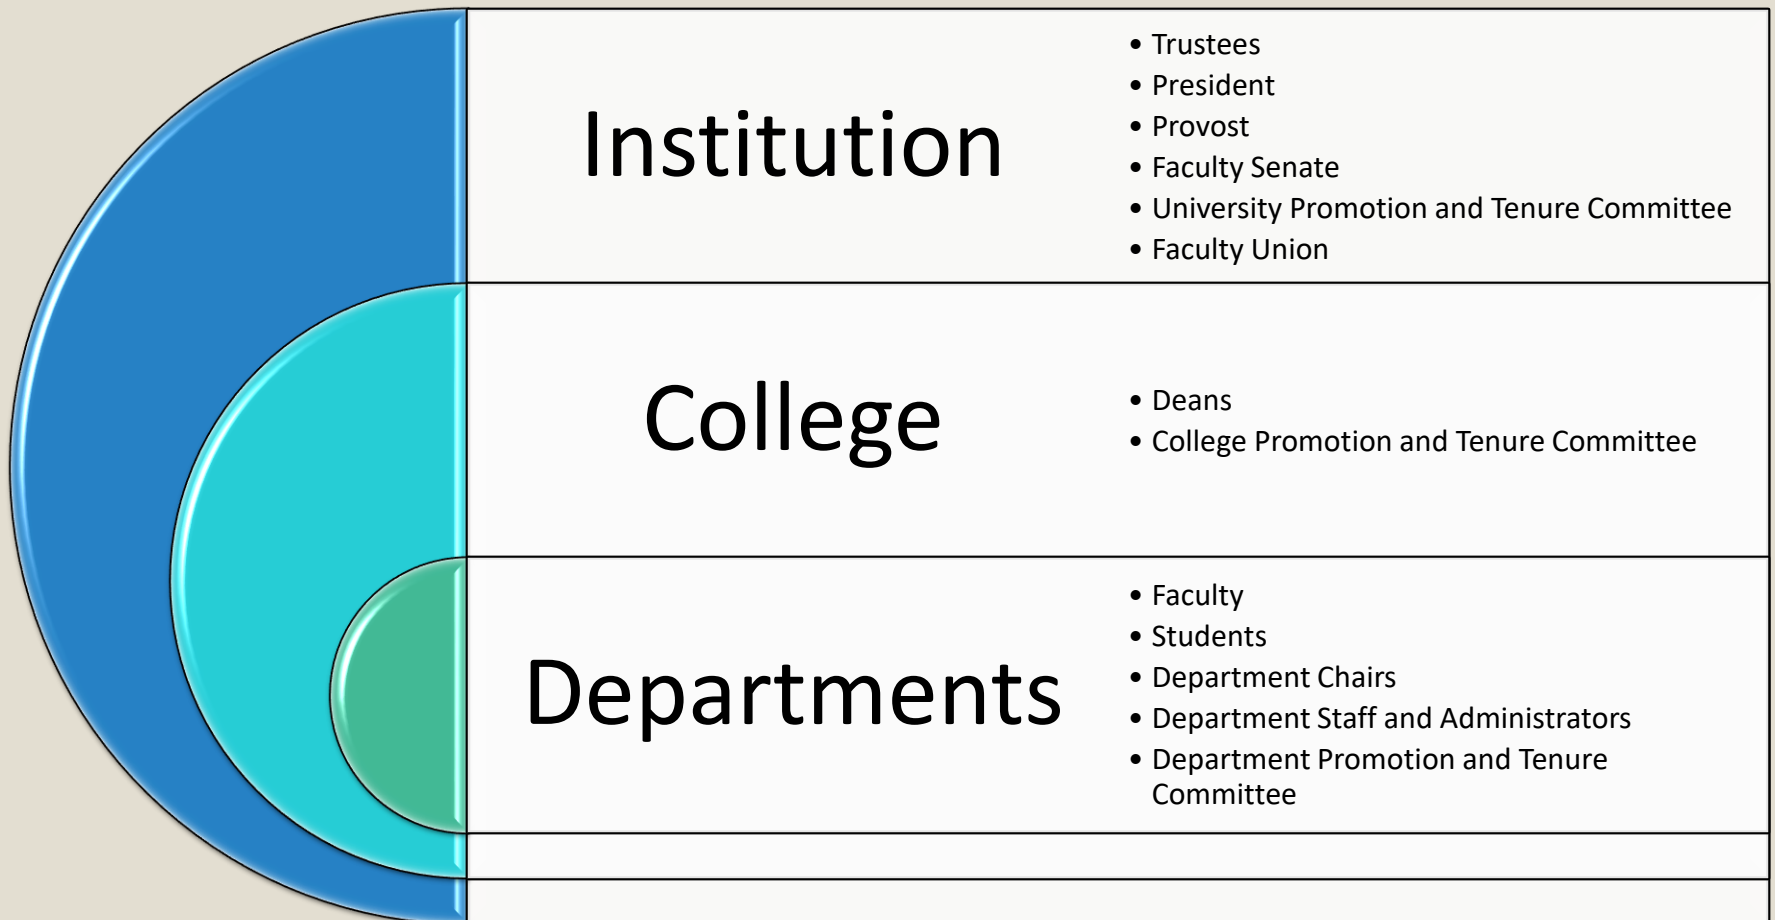 Institution
• Trustees
• President
• Provost
• Faculty Senate
• University Promotion and Tenure Committee
• Faculty Union
College
• Deans
• College Promotion and Tenure Committee
Departments
• Faculty
• Students
• Department Chairs
• Department Staff and Administrators
• Department Promotion and Tenure
Committee